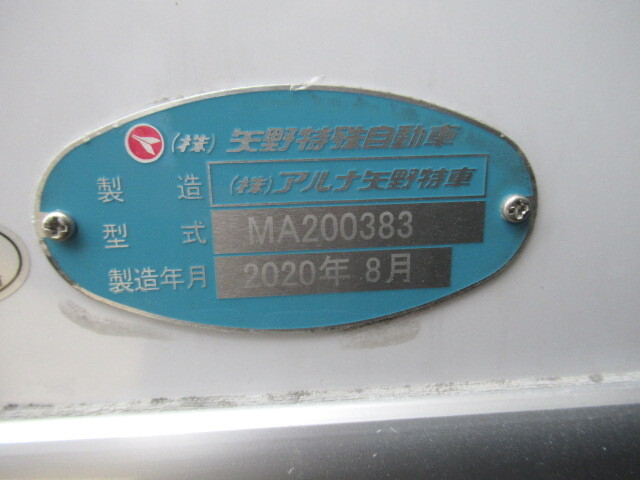 (株)矢野特殊自動車
製造 (株)アルナ矢野特車
型式 MA200383
製造年月 2020年 8月